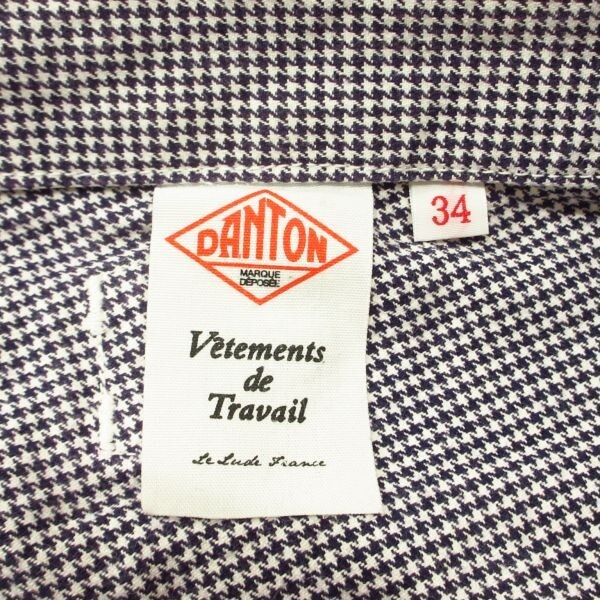 DANTON
MARQUE
DÉPOSÉE
Vêtements
de
Travail
Le Lude France
34